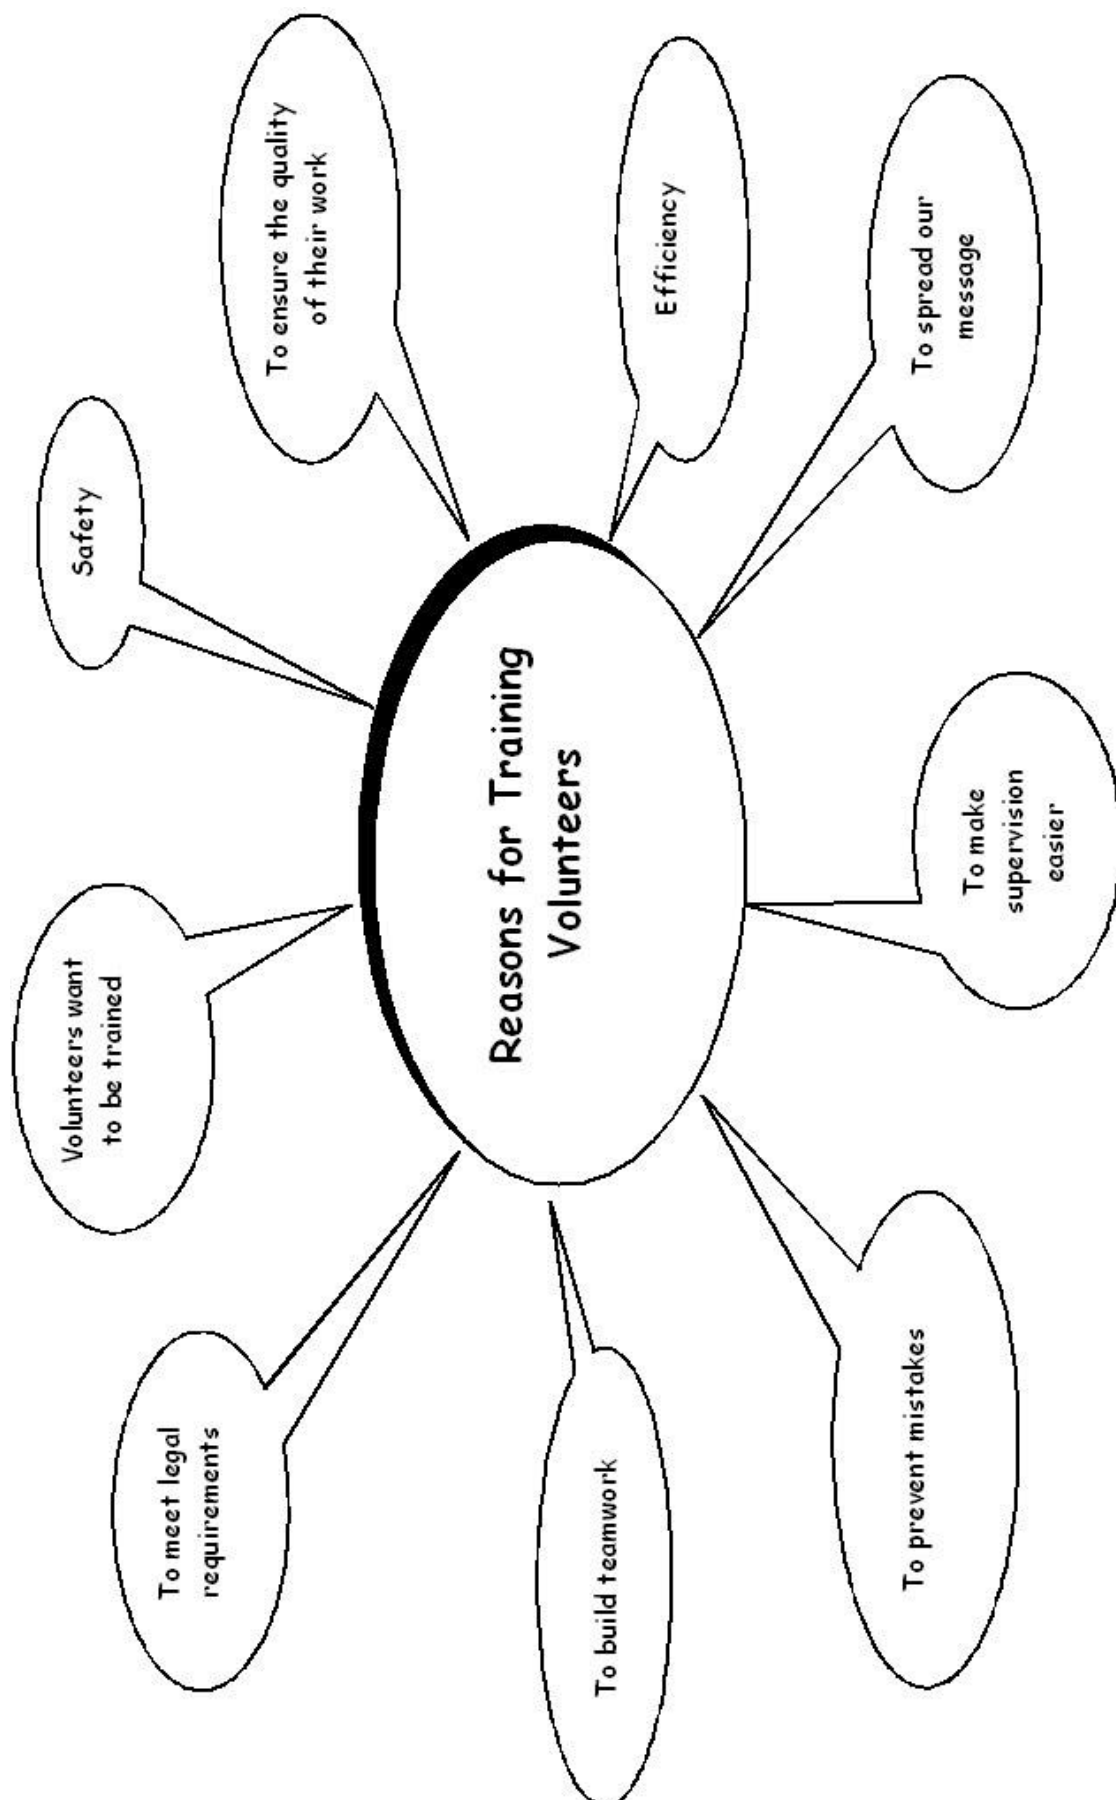 Reasons for Training
Volunteers
Volunteers want
to be trained
Safety
To ensure the quality
of their work
Efficiency
To spread our
message
To make
supervision
easier
To prevent mistakes
To build teamwork
To meet legal
requirements